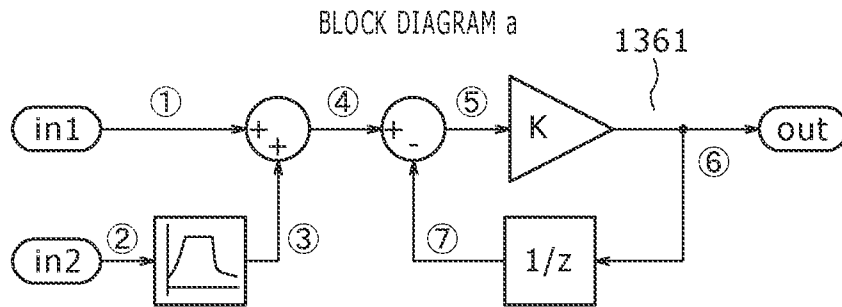 BLOCK DIAGRAM a
1361
① ④ ⑤
in1 + + + - K out
⑥
② ③ ⑦
in2 1/z